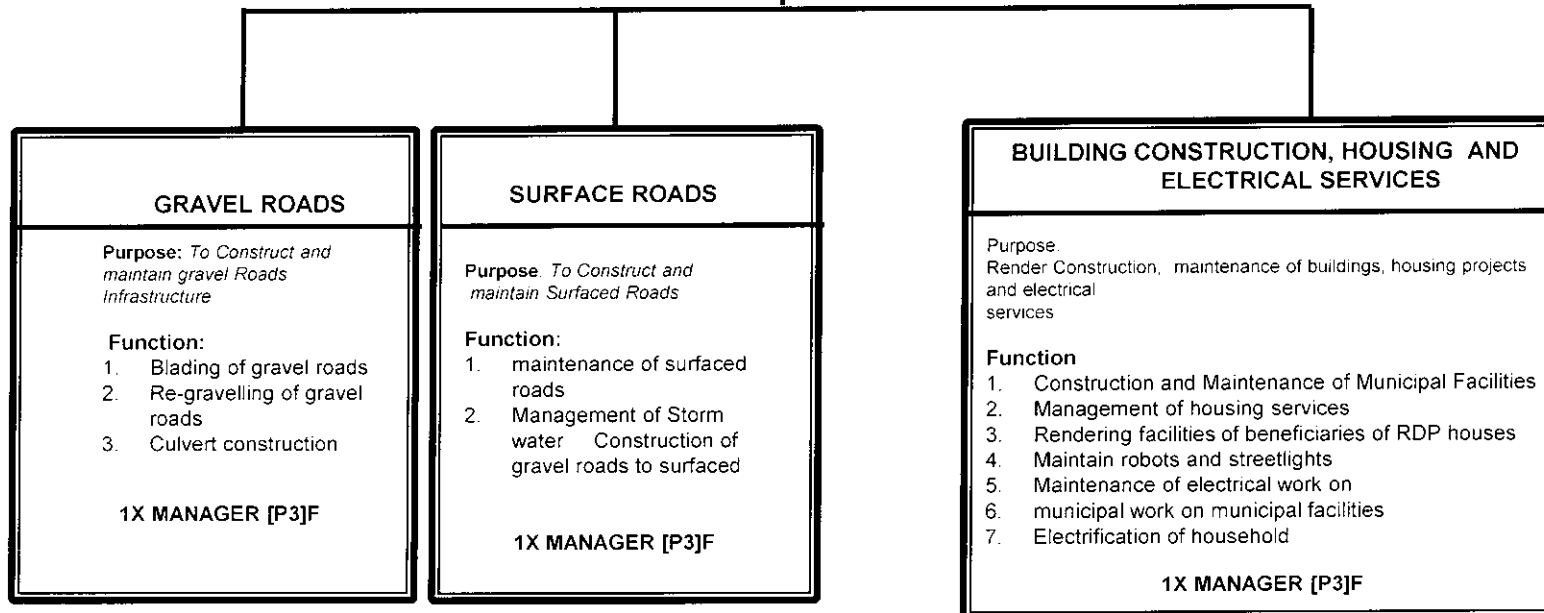 GRAVEL ROADS
Purpose: To Construct and
maintain gravel Roads
Infrastructure
Function:
1. Blading of gravel roads
2. Re-gravelling of gravel
roads
3. Culvert construction
1X MANAGER [P3]F
SURFACE ROADS
Purpose. To Construct and
maintain Surfaced Roads
Function:
1. maintenance of surfaced
roads
2. Management of Storm
water Construction of
gravel roads to surfaced
1X MANAGER [P3]F
BUILDING CONSTRUCTION, HOUSING AND
ELECTRICAL SERVICES
Purpose.
Render Construction, maintenance of buildings, housing projects
and electrical
services
Function
1. Construction and Maintenance of Municipal Facilities
2. Management of housing services
3. Rendering facilities of beneficiaries of RDP houses
4. Maintain robots and streetlights
5. Maintenance of electrical work on
6. municipal work on municipal facilities
7. Electrification of household
1X MANAGER [P3]F